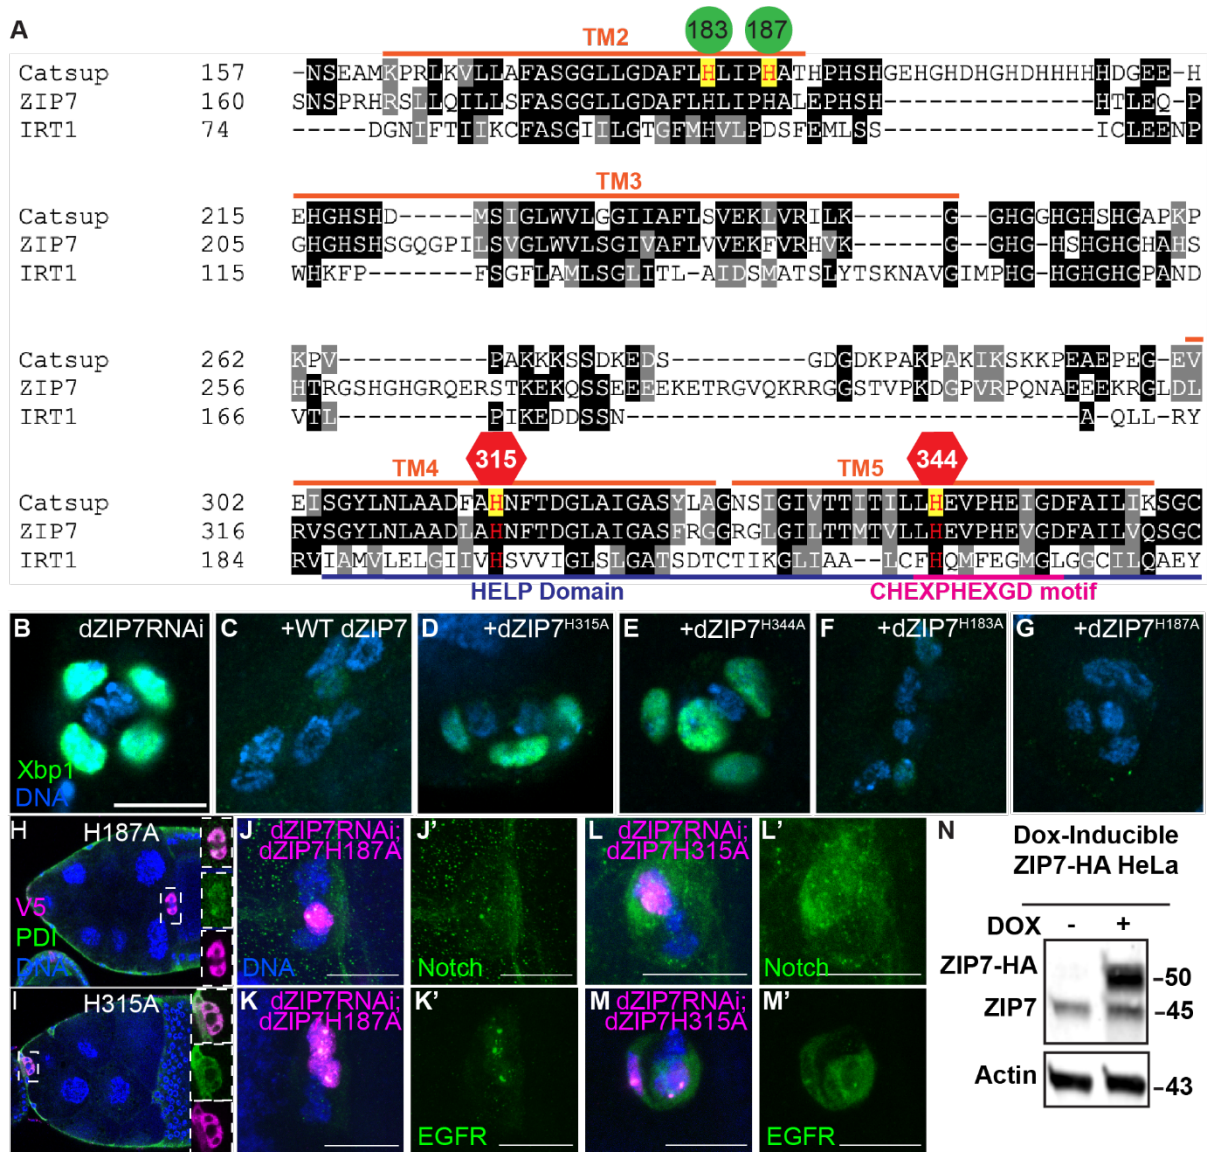 A
183 187
TM2
Catsup 157 -NSEAMKPRLKVLLAFASGGLLGDAFLHLIPHATHPHSHGEHGHDHGHDHHHHHDGEE-H
ZIP7 160 SNSPRHRSLLQILLSFASGGLLGDAFLHLIPHALEPHSH--------------HTLEQ-P
IRT1 74 -----DGNIFTIIKCFASGIILGTGFMHVLPDSFEMLSS--------------ICLEENP
TM3
Catsup 215 EHGHSHD-----MSIGLWVLGGIIAFLSVEKLVRILK------G--GHGGHGHSHGAPKP
ZIP7 205 GHGHSHSGQGPILSVGLWVLSGIVAFLVVEKFVRHVK------G--GHG-HSHGHGHAHS
IRT1 115 WHKFP-------FSGFLAMLSGLITL-AIDSMATSLYTSKNAVGIMPHG-HGHGHGPAND
Catsup 262 KPV----------PAKKKSSDKEDS---------GDGDKPAKPAKIKSKKPEAEPEG-EV
ZIP7 256 HTRGSHGHGRQERSTKEKQSSEEEEKETRGVQKRRGGSTVPKDGPVRPQNAEEEKRGLDL
IRT1 166 VTL----------PIKEDDSSN------------------------------A-QLL-RY
315 344
TM4 TM5
Catsup 302 EISGYLNLAADFAHNFTDGLAIGASYLAGNSIGIVTTITILLHEVPHEIGDFAILIKSGC
ZIP7 316 RVSGYLNLAADLAHNFTDGLAIGASFRGGRGLGILTTMTVLLHEVPHEVGDFAILVQSGC
IRT1 184 RVIAMVLELGIIVHSVVIGLSLGATSDTCTIKGLIAA--LCFHQMFEGMGLGGCILQAEY
HELP Domain CHEXPHEXGD motif
B dZIP7RNAi C +WT dZIP7 D +dZIP7H315A E +dZIP7H344A F +dZIP7H183A G +dZIP7H187A
Xbp1
DNA
H H187A J dZIP7RNAi; dZIP7H187A J' L dZIP7RNAi; dZIP7H315A L' N Dox-Inducible
ZIP7-HA HeLa
V5
PDI
DNA DNA Notch Notch
DOX - +
ZIP7-HA -50
ZIP7 -45
I H315A K dZIP7RNAi; dZIP7H187A K' M dZIP7RNAi; dZIP7H315A M'
Actin -43
EGFR EGFR